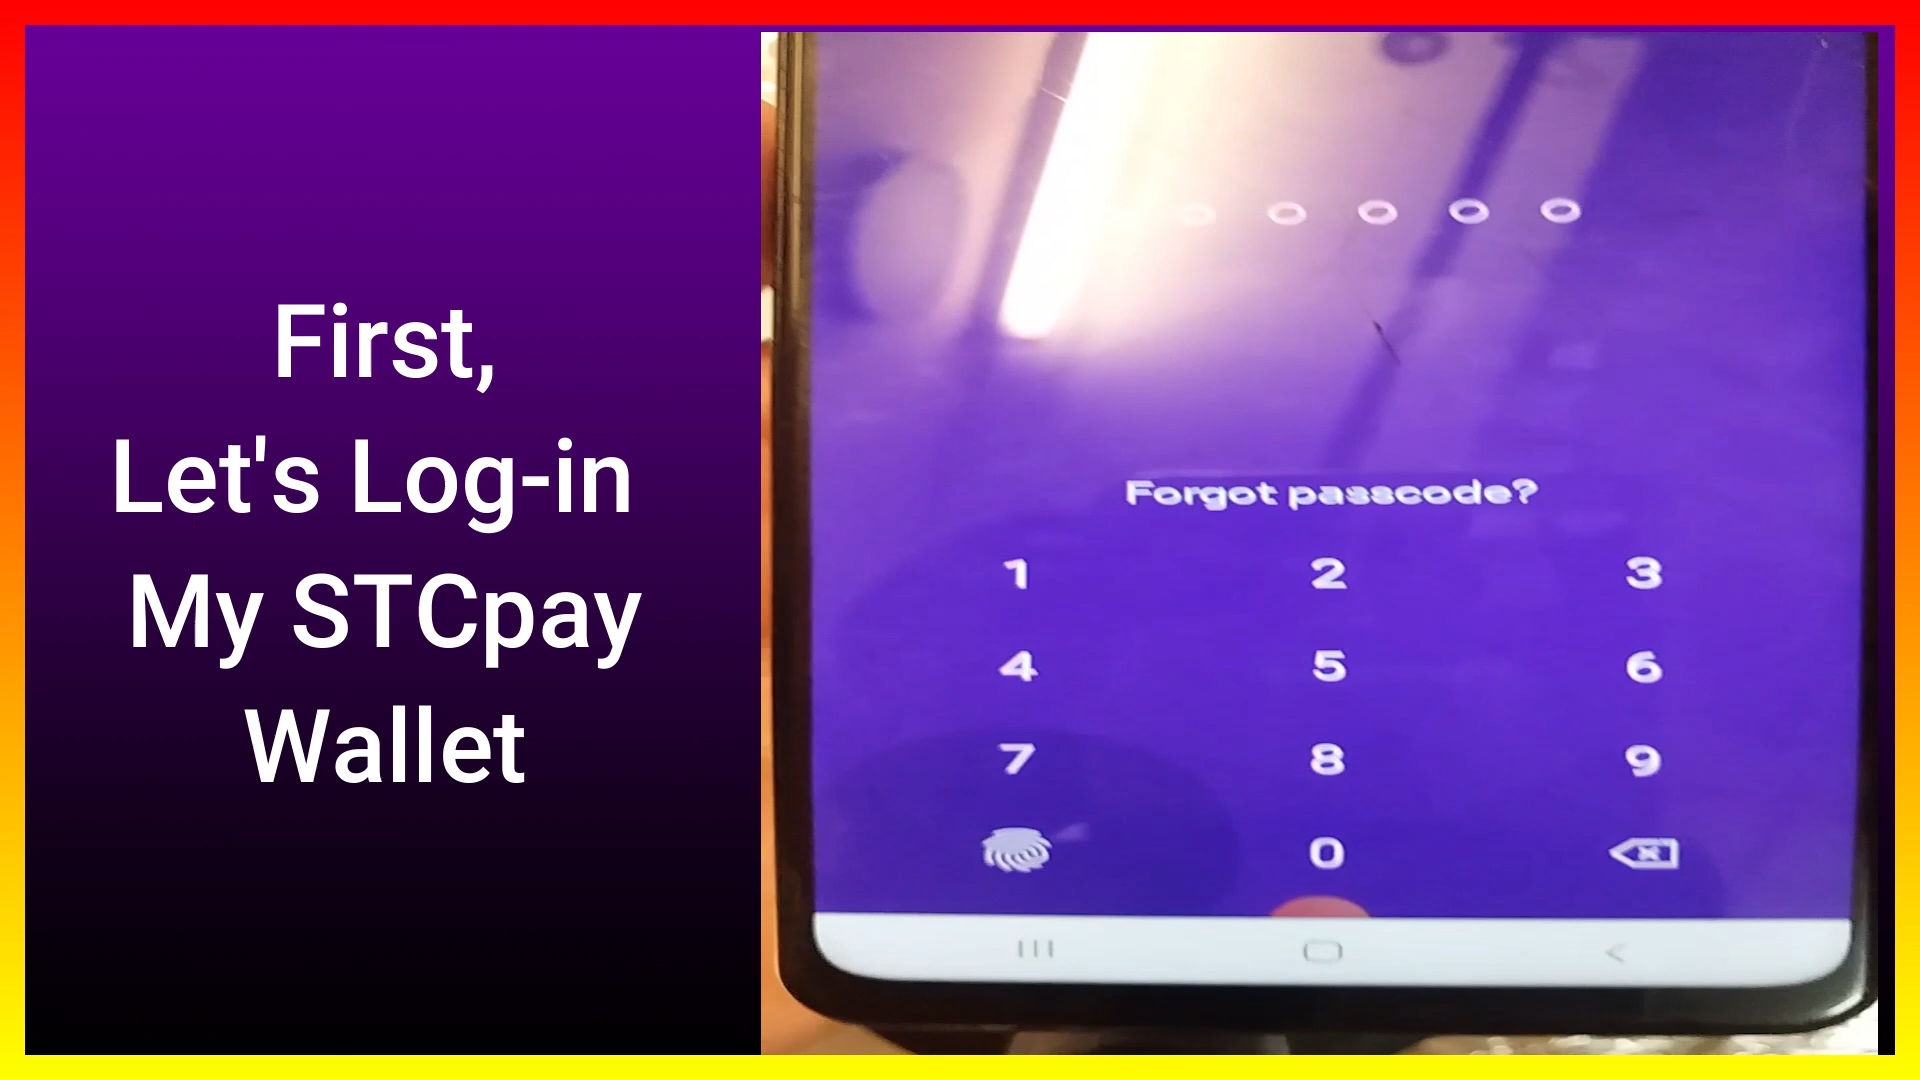 First,
Let's Log-in
My STCpay
Wallet
Forgot passcode?
1 2 3
4 5 6
7 8 9
0